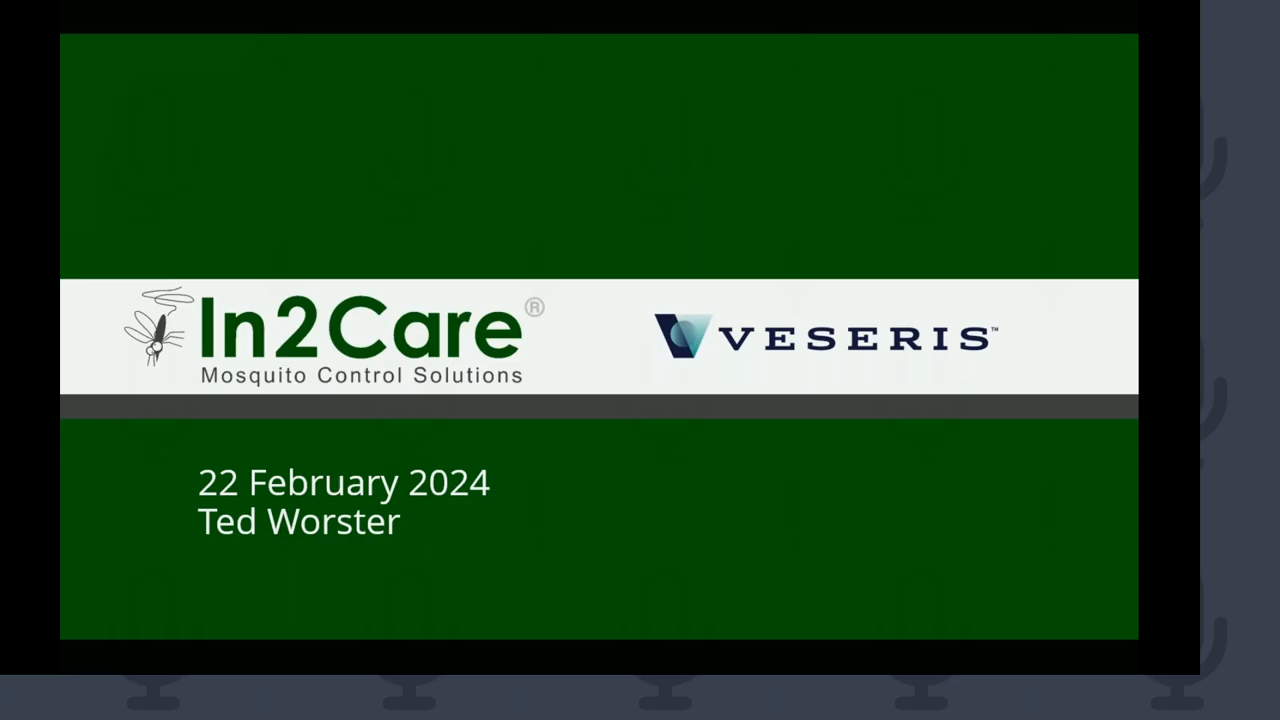 In2Care®
Mosquito Control Solutions
VESERIS™
22 February 2024
Ted Worster